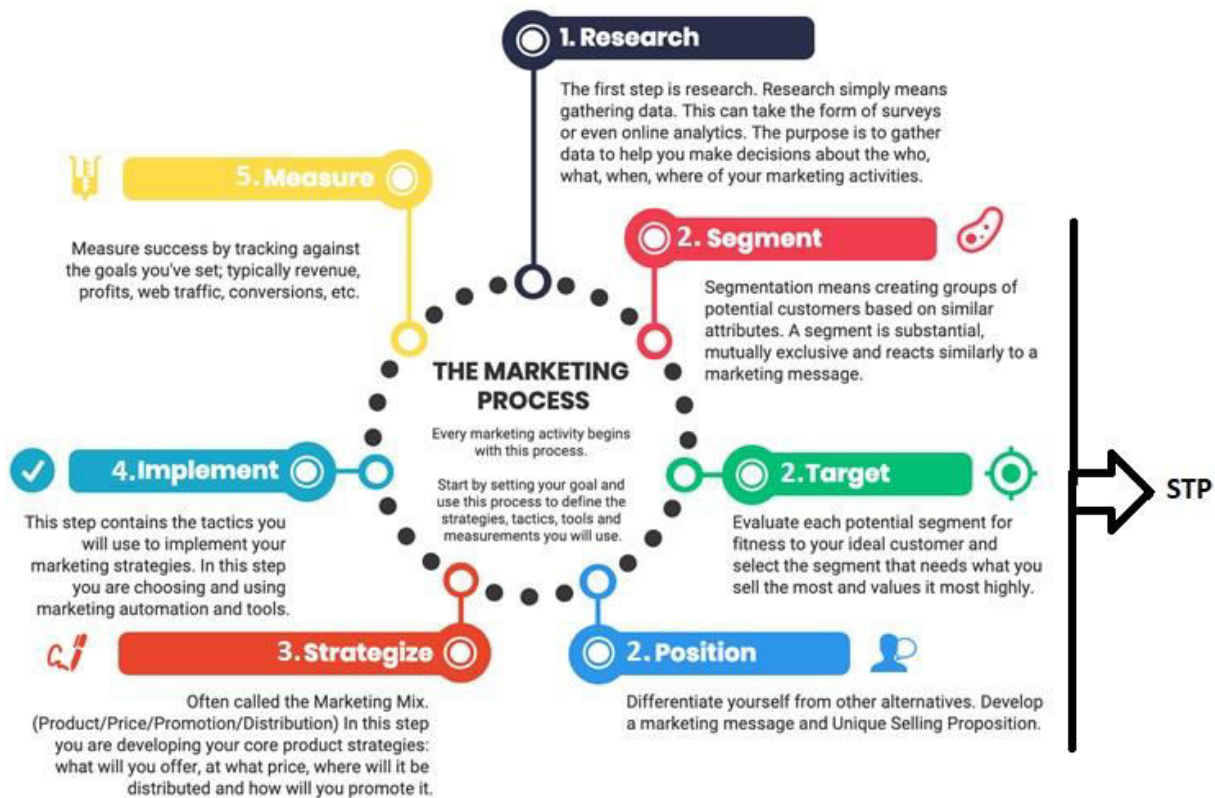 1. Research
The first step is research. Research simply means
gathering data. This can take the form of surveys
or even online analytics. The purpose is to gather
data to help you make decisions about the who,
what, when, where of your marketing activities.
2. Segment
Segmentation means creating groups of
potential customers based on similar
attributes. A segment is substantial,
mutually exclusive and reacts similarly to a
marketing message.
2. Target
Evaluate each potential segment for
fitness to your ideal customer and
select the segment that needs what you
sell the most and values it most highly.
2. Position
Differentiate yourself from other alternatives. Develop
a marketing message and Unique Selling Proposition.
STP
3. Strategize
Often called the Marketing Mix.
(Product/Price/Promotion/Distribution) In this step
you are developing your core product strategies:
what will you offer, at what price, where will it be
distributed and how will you promote it.
4. Implement
This step contains the tactics you
will use to implement your
marketing strategies. In this step
you are choosing and using
marketing automation and tools.
5. Measure
Measure success by tracking against
the goals you've set; typically revenue,
profits, web traffic, conversions, etc.
THE MARKETING
PROCESS
Every marketing activity begins
with this process.
Start by setting your goal and
use this process to define the
strategies, tactics, tools and
measurements you will use.